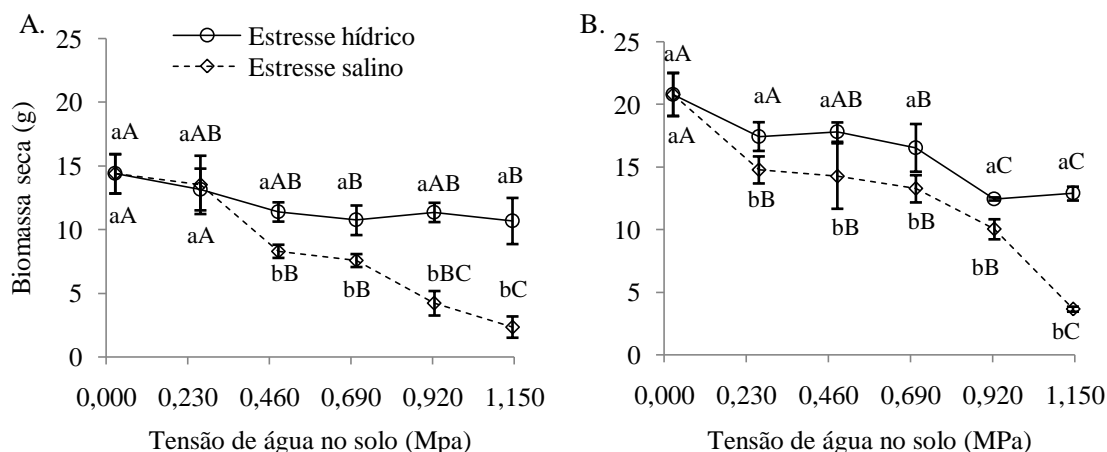 A.
Estresse hídrico
Estresse salino
Biomassa seca (g)
25
20
15
10
5
0
aA
aAB
aAB
aB
aAB
aB
aA
aA
bB
bB
bBC
bC
0,000 0,230 0,460 0,690 0,920 1,150
Tensão de água no solo (Mpa)
B.
25
20
15
10
5
0
aA
aA
aAB
aB
aC
aC
aA
bB
bB
bB
bB
bC
0,000 0,230 0,460 0,690 0,920 1,150
Tensão de água no solo (MPa)